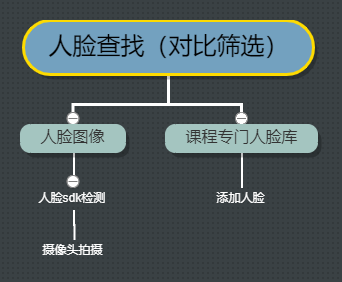 人脸查找（对比筛选）
人脸图像
课程专门人脸库
人脸sdk检测
添加人脸
摄像头拍摄